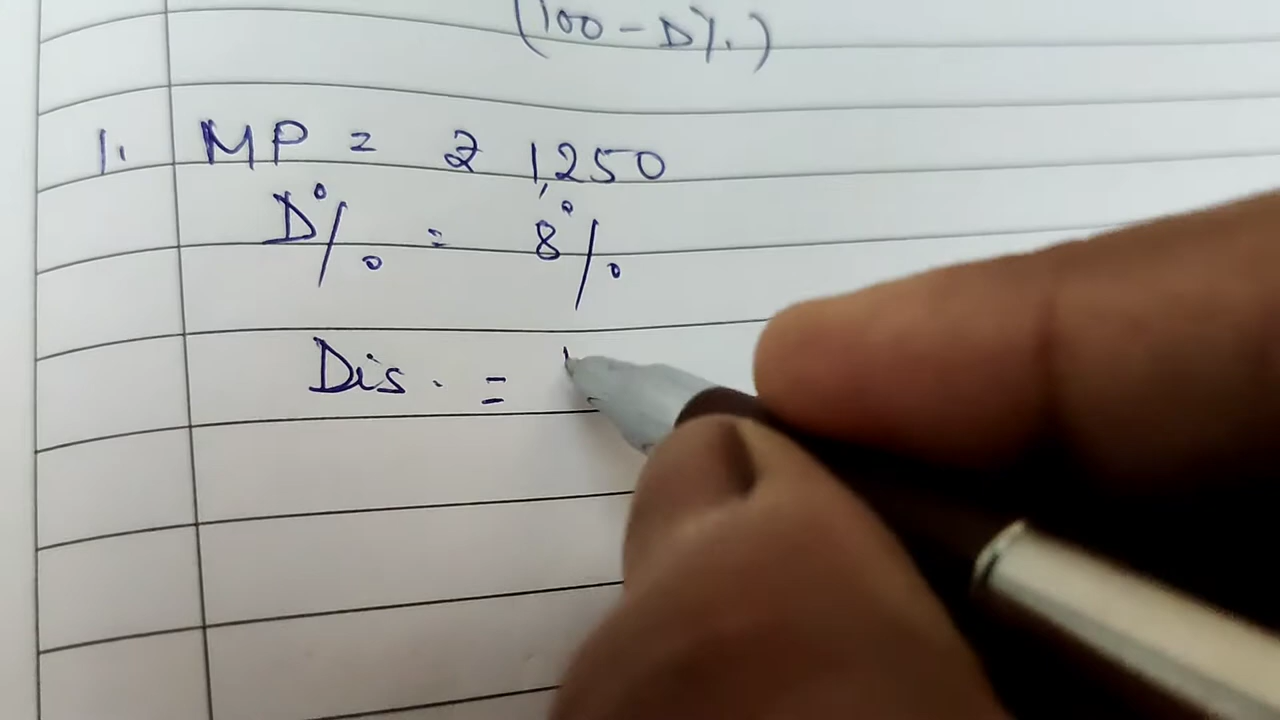 (100 - D%)
1. MP = ₹ 1,250
D% = 8%
Dis. =